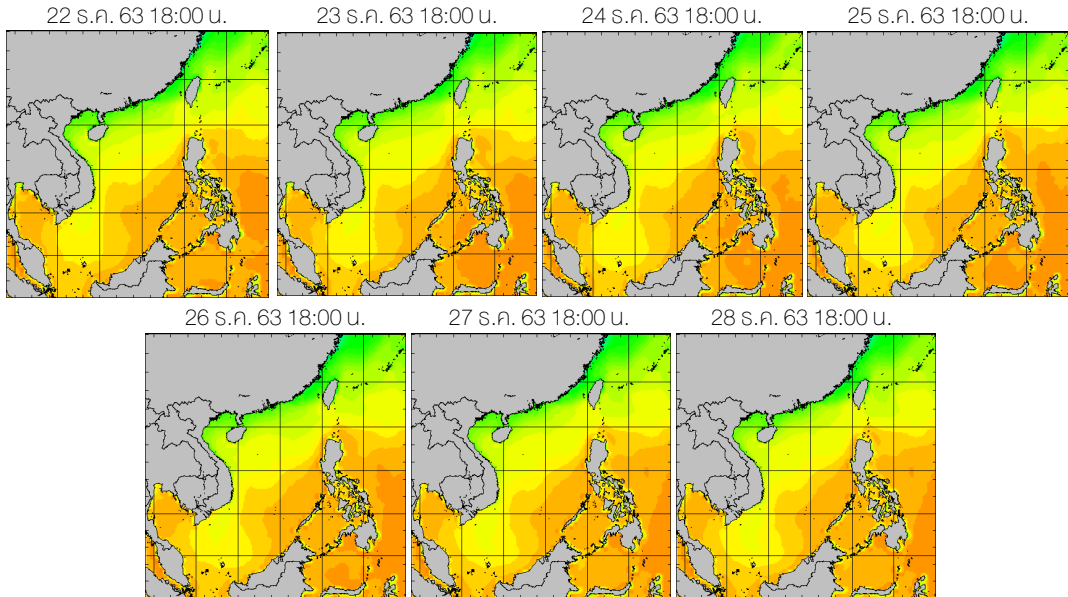 22 ธ.ค. 63 18:00 น.
23 ธ.ค. 63 18:00 น.
24 ธ.ค. 63 18:00 น.
25 ธ.ค. 63 18:00 น.
26 ธ.ค. 63 18:00 น.
27 ธ.ค. 63 18:00 น.
28 ธ.ค. 63 18:00 น.